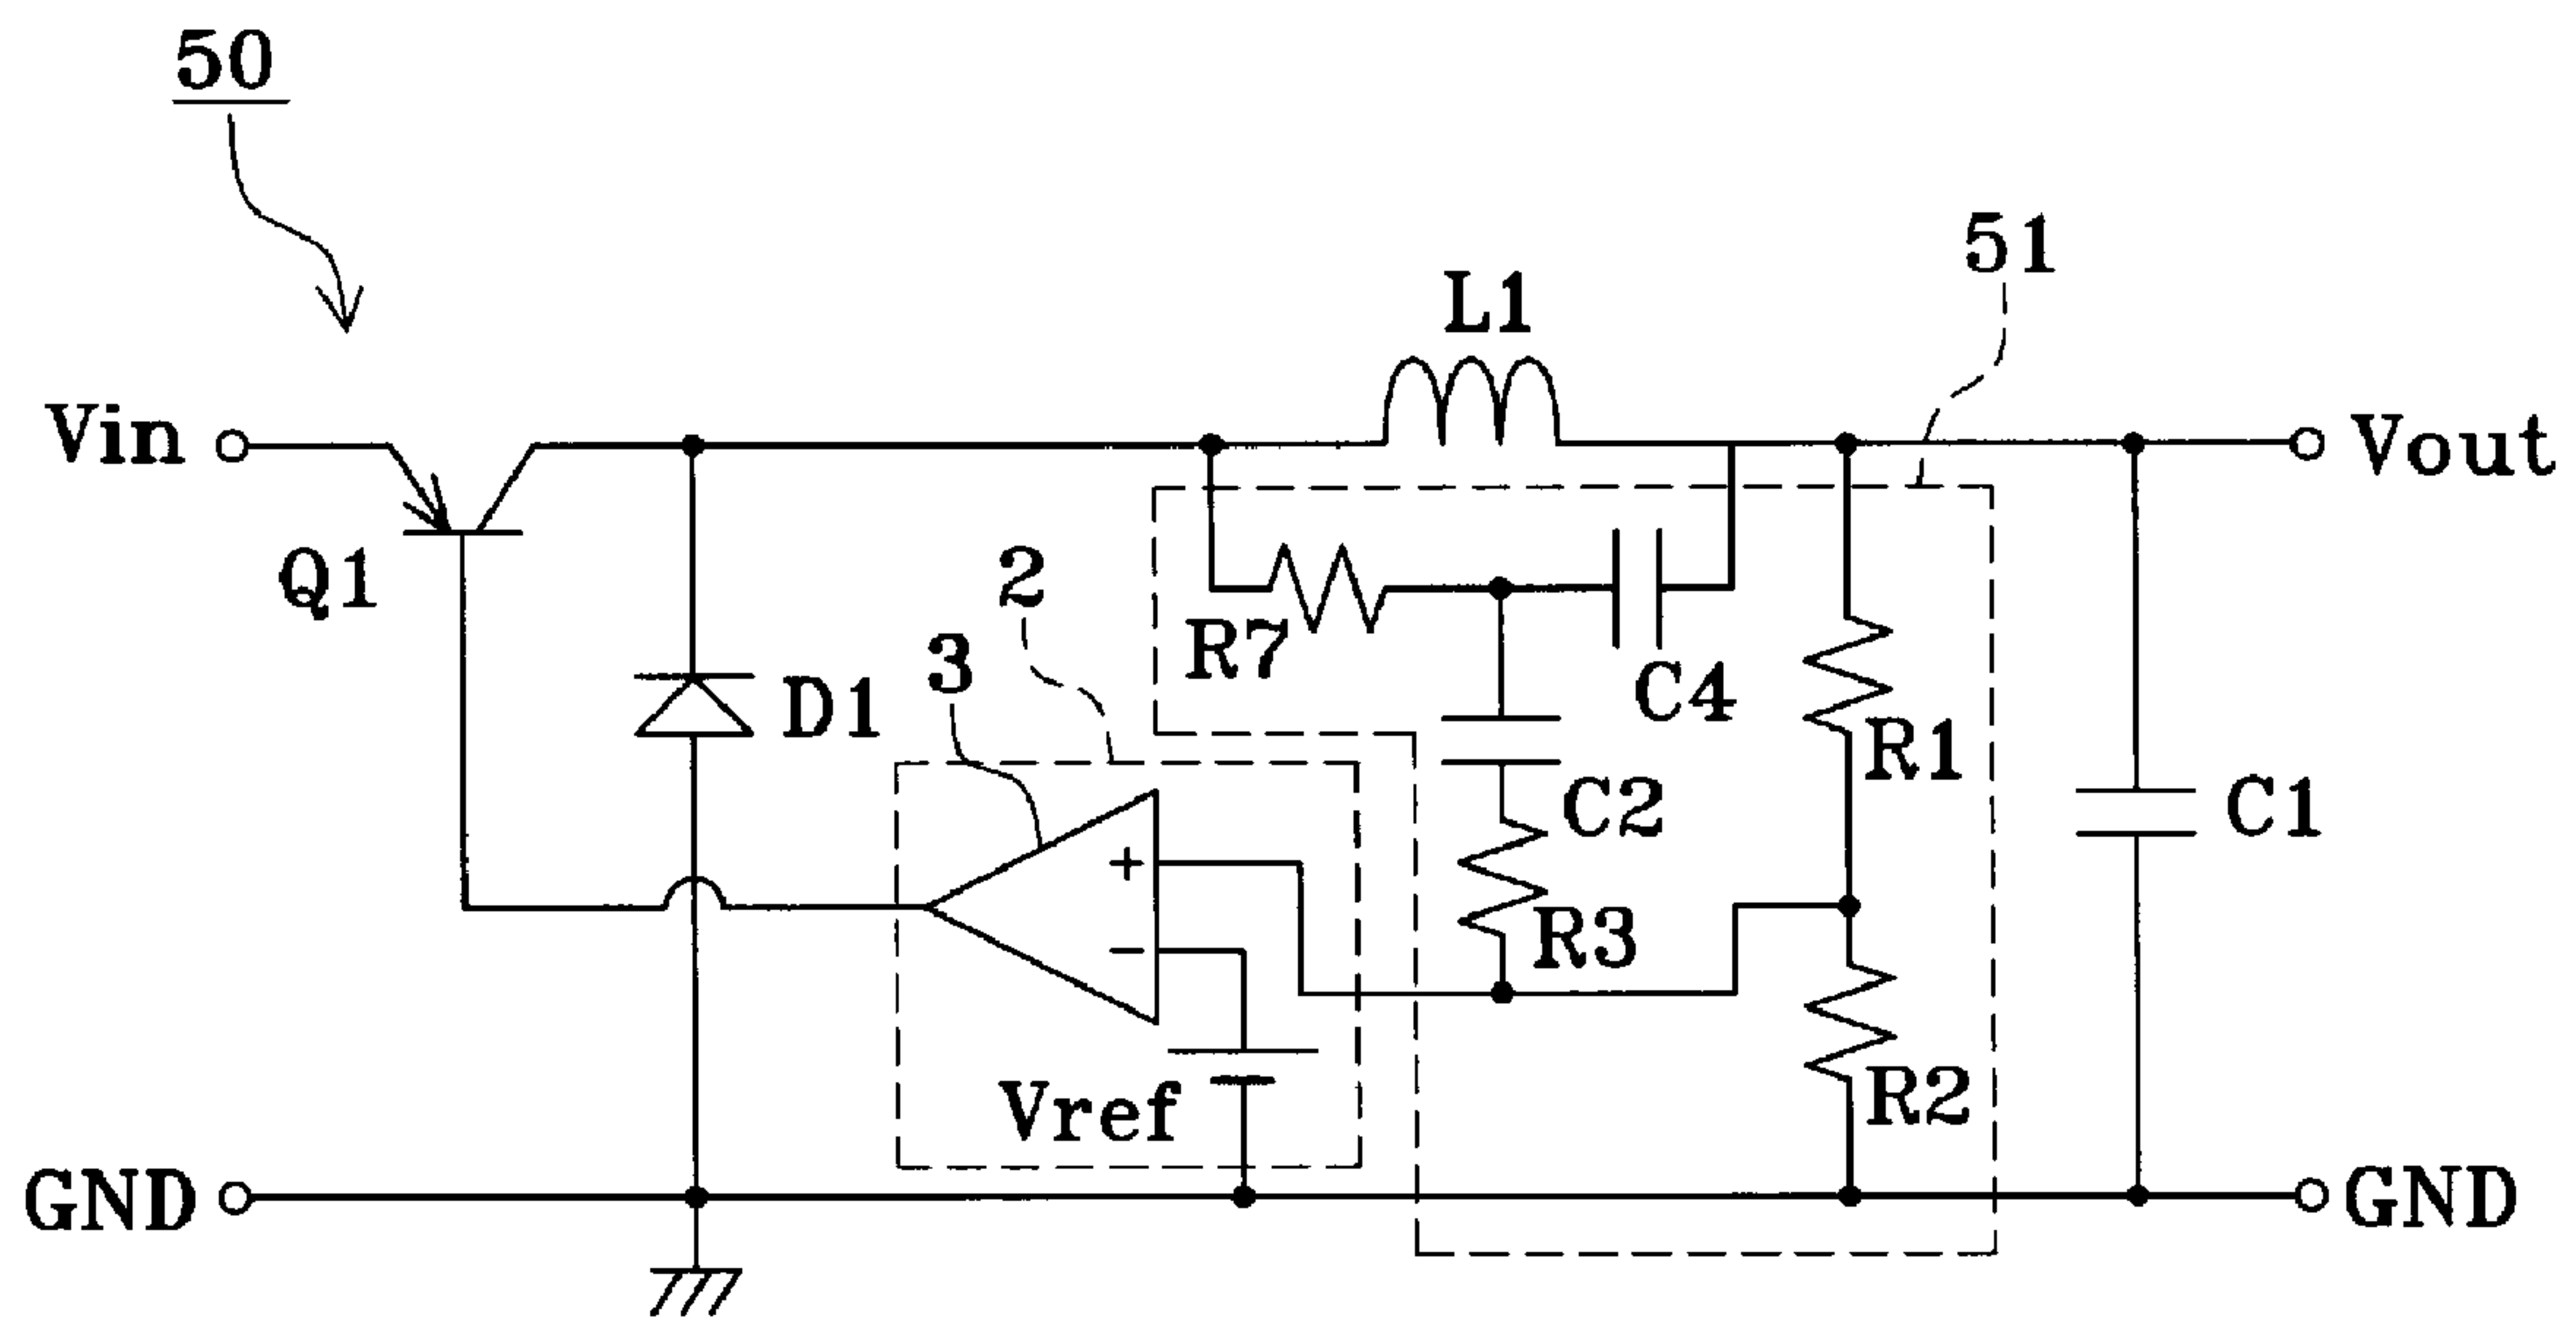 50
51
L1
Vin
Vout
Q1
2
R7
3
C4
D1
R1
C2
C1
+
R3
−
Vref
R2
GND
GND